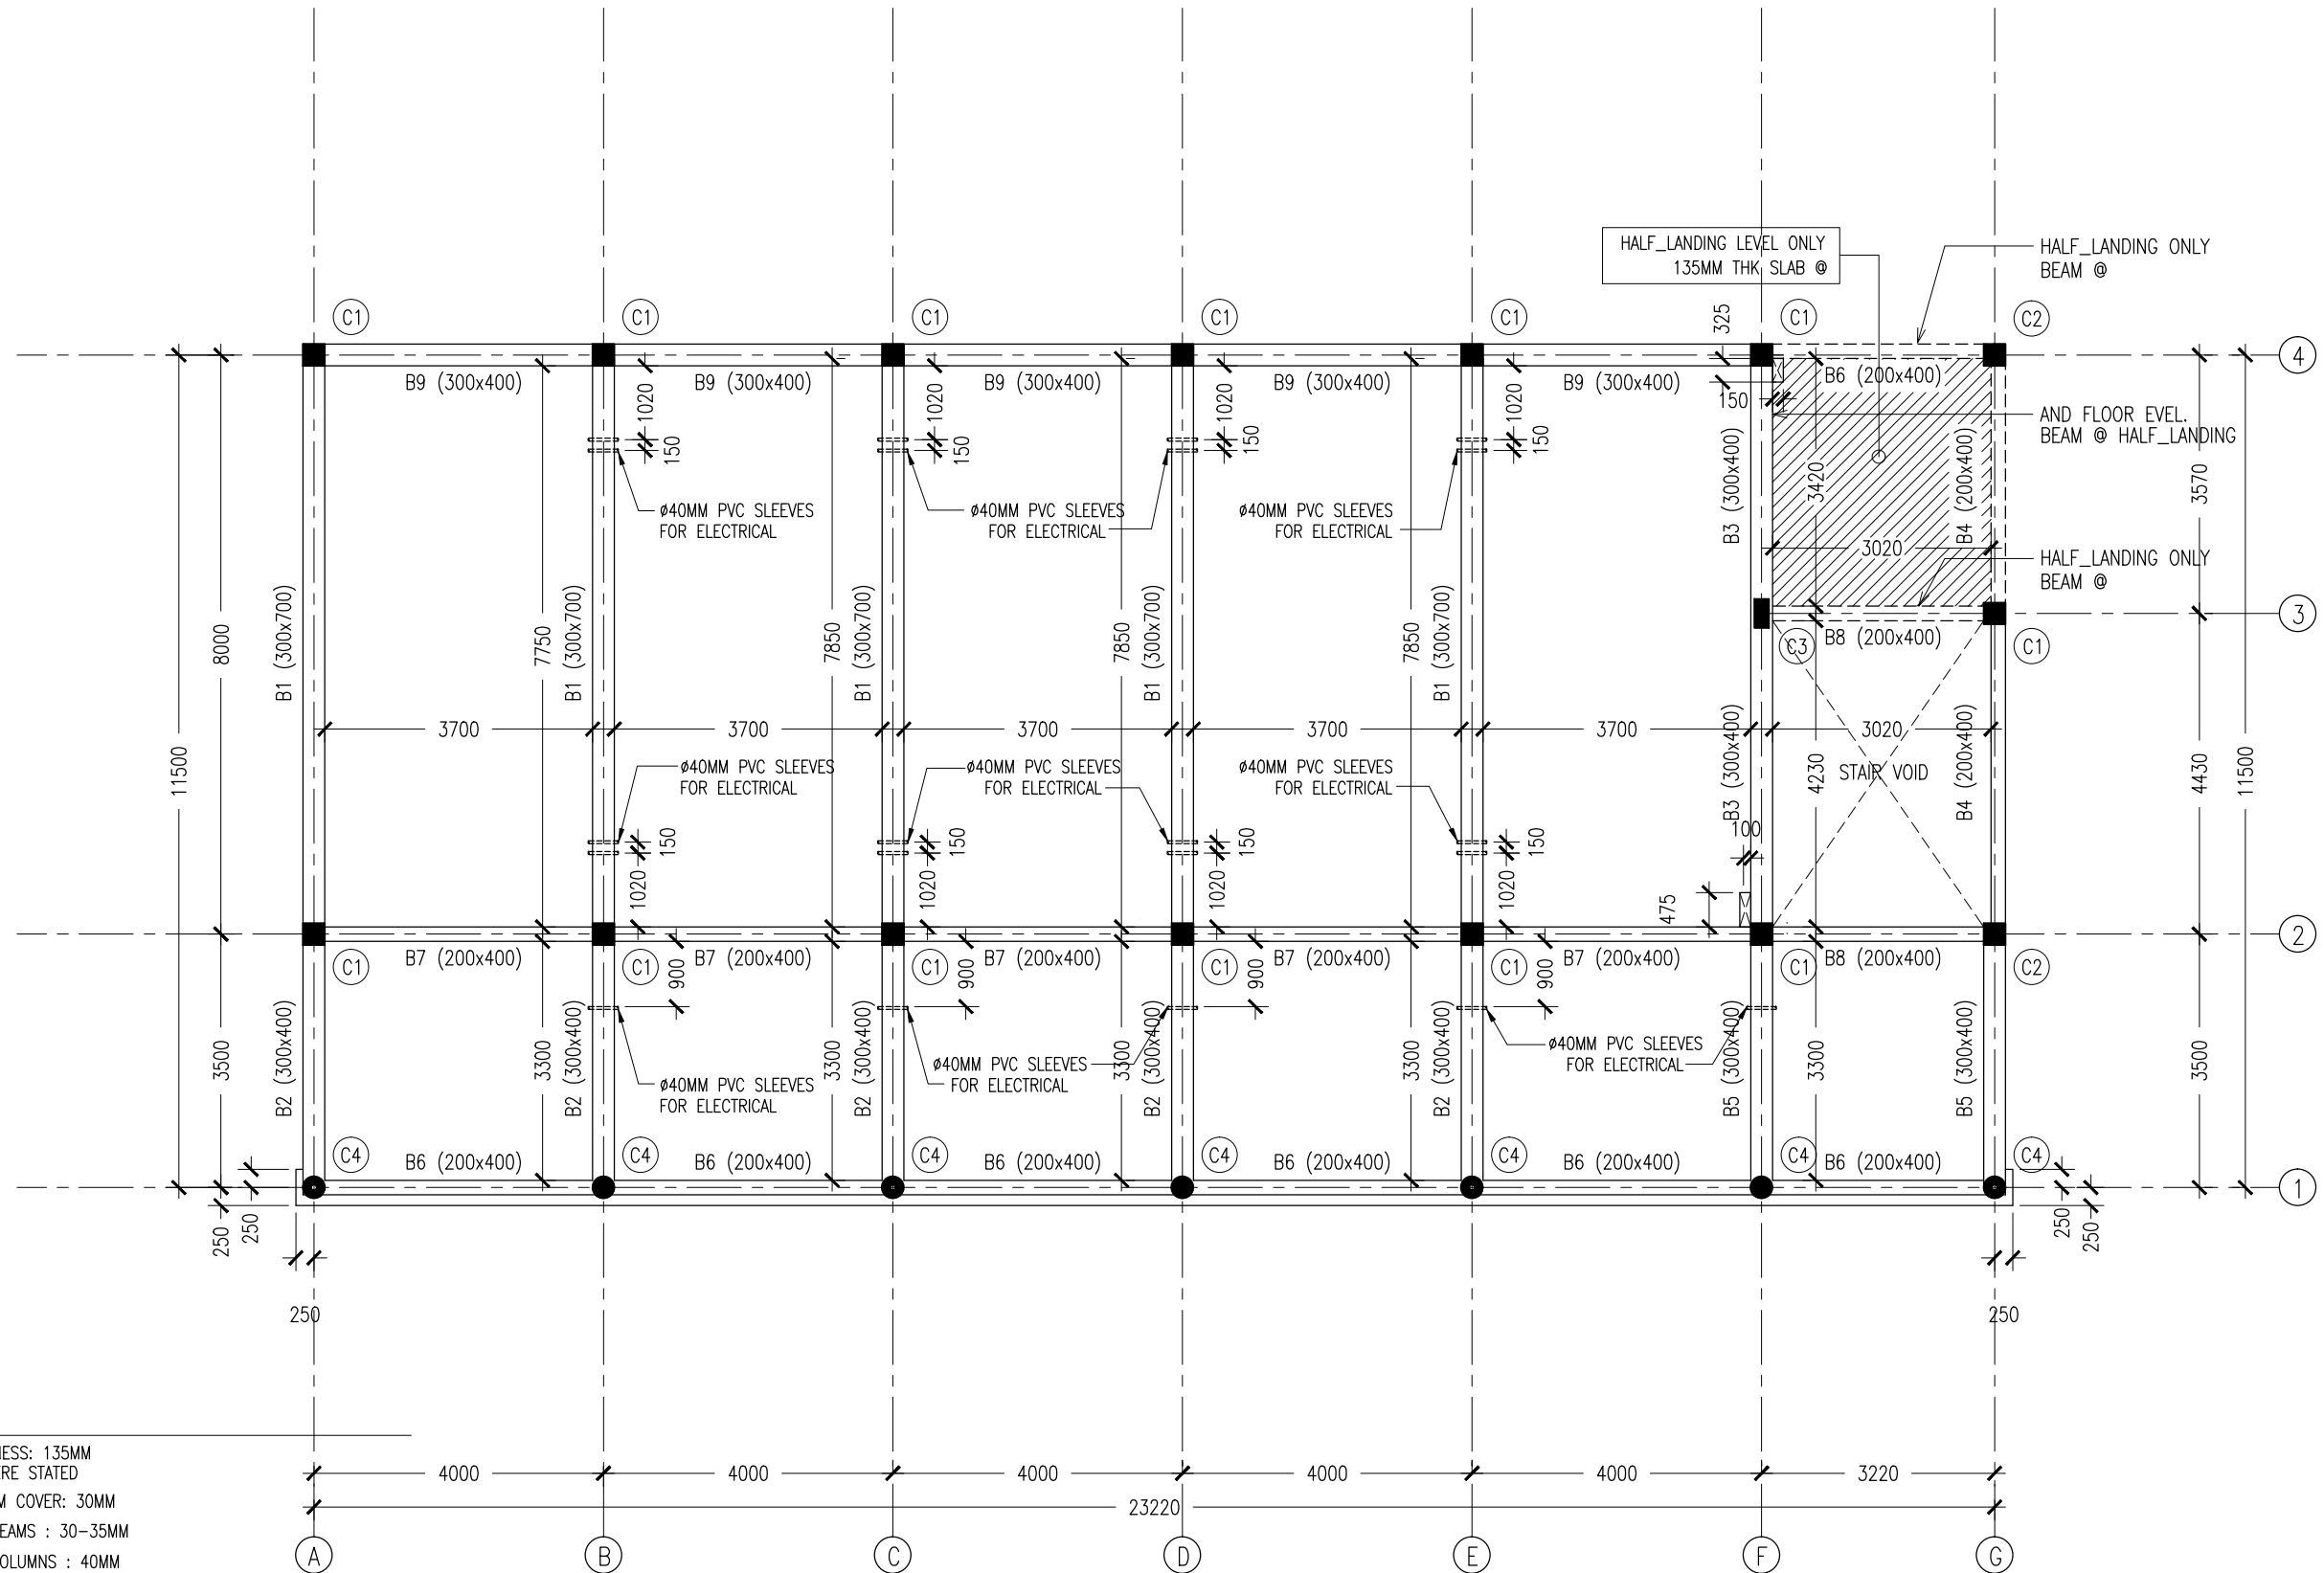 HALF_LANDING LEVEL ONLY
135MM THK SLAB @
HALF_LANDING ONLY
BEAM @
C1
C1
C1
C1
C1
C1
C2
325
4
B9 (300x400)
B9 (300x400)
B9 (300x400)
B9 (300x400)
B9 (300x400)
B6 (200x400)
1020
1020
1020
1020
150
150
150
150
150
AND FLOOR EVEL.
BEAM @ HALF_LANDING
Ø40MM PVC SLEEVES
FOR ELECTRICAL
Ø40MM PVC SLEEVES
FOR ELECTRICAL
Ø40MM PVC SLEEVES
FOR ELECTRICAL
B3 (300x400)
3420
B4 (200x400)
3570
3020
HALF_LANDING ONLY
BEAM @
3
8000
B1 (300x700)
7750
B1 (300x700)
7850
B1 (300x700)
7850
B1 (300x700)
7850
B1 (300x700)
C3
B8 (200x400)
C1
11500
3700
3700
3700
3700
3700
3020
B3 (300x400)
4230
STAIR VOID
B4 (200x400)
4430
11500
Ø40MM PVC SLEEVES
FOR ELECTRICAL
Ø40MM PVC SLEEVES
FOR ELECTRICAL
Ø40MM PVC SLEEVES
FOR ELECTRICAL
150
150
150
150
100
1020
1020
1020
1020
475
2
C1
B7 (200x400)
C1
B7 (200x400)
C1
B7 (200x400)
C1
B7 (200x400)
C1
B7 (200x400)
C1
B8 (200x400)
C2
900
900
900
900
3500
B2 (300x400)
3300
B2 (300x400)
3300
B2 (300x400)
3300
B2 (300x400)
3300
B2 (300x400)
B5 (300x400)
3300
B5 (300x400)
3500
Ø40MM PVC SLEEVES
FOR ELECTRICAL
Ø40MM PVC SLEEVES
FOR ELECTRICAL
Ø40MM PVC SLEEVES
FOR ELECTRICAL
C4
B6 (200x400)
C4
B6 (200x400)
C4
B6 (200x400)
C4
B6 (200x400)
C4
B6 (200x400)
C4
B6 (200x400)
C4
1
250
250
250
250
250
250
NESS: 135MM
ERE STATED
M COVER: 30MM
EAMS : 30-35MM
OLUMNS : 40MM
4000
4000
4000
4000
4000
3220
23220
A
B
C
D
E
F
G